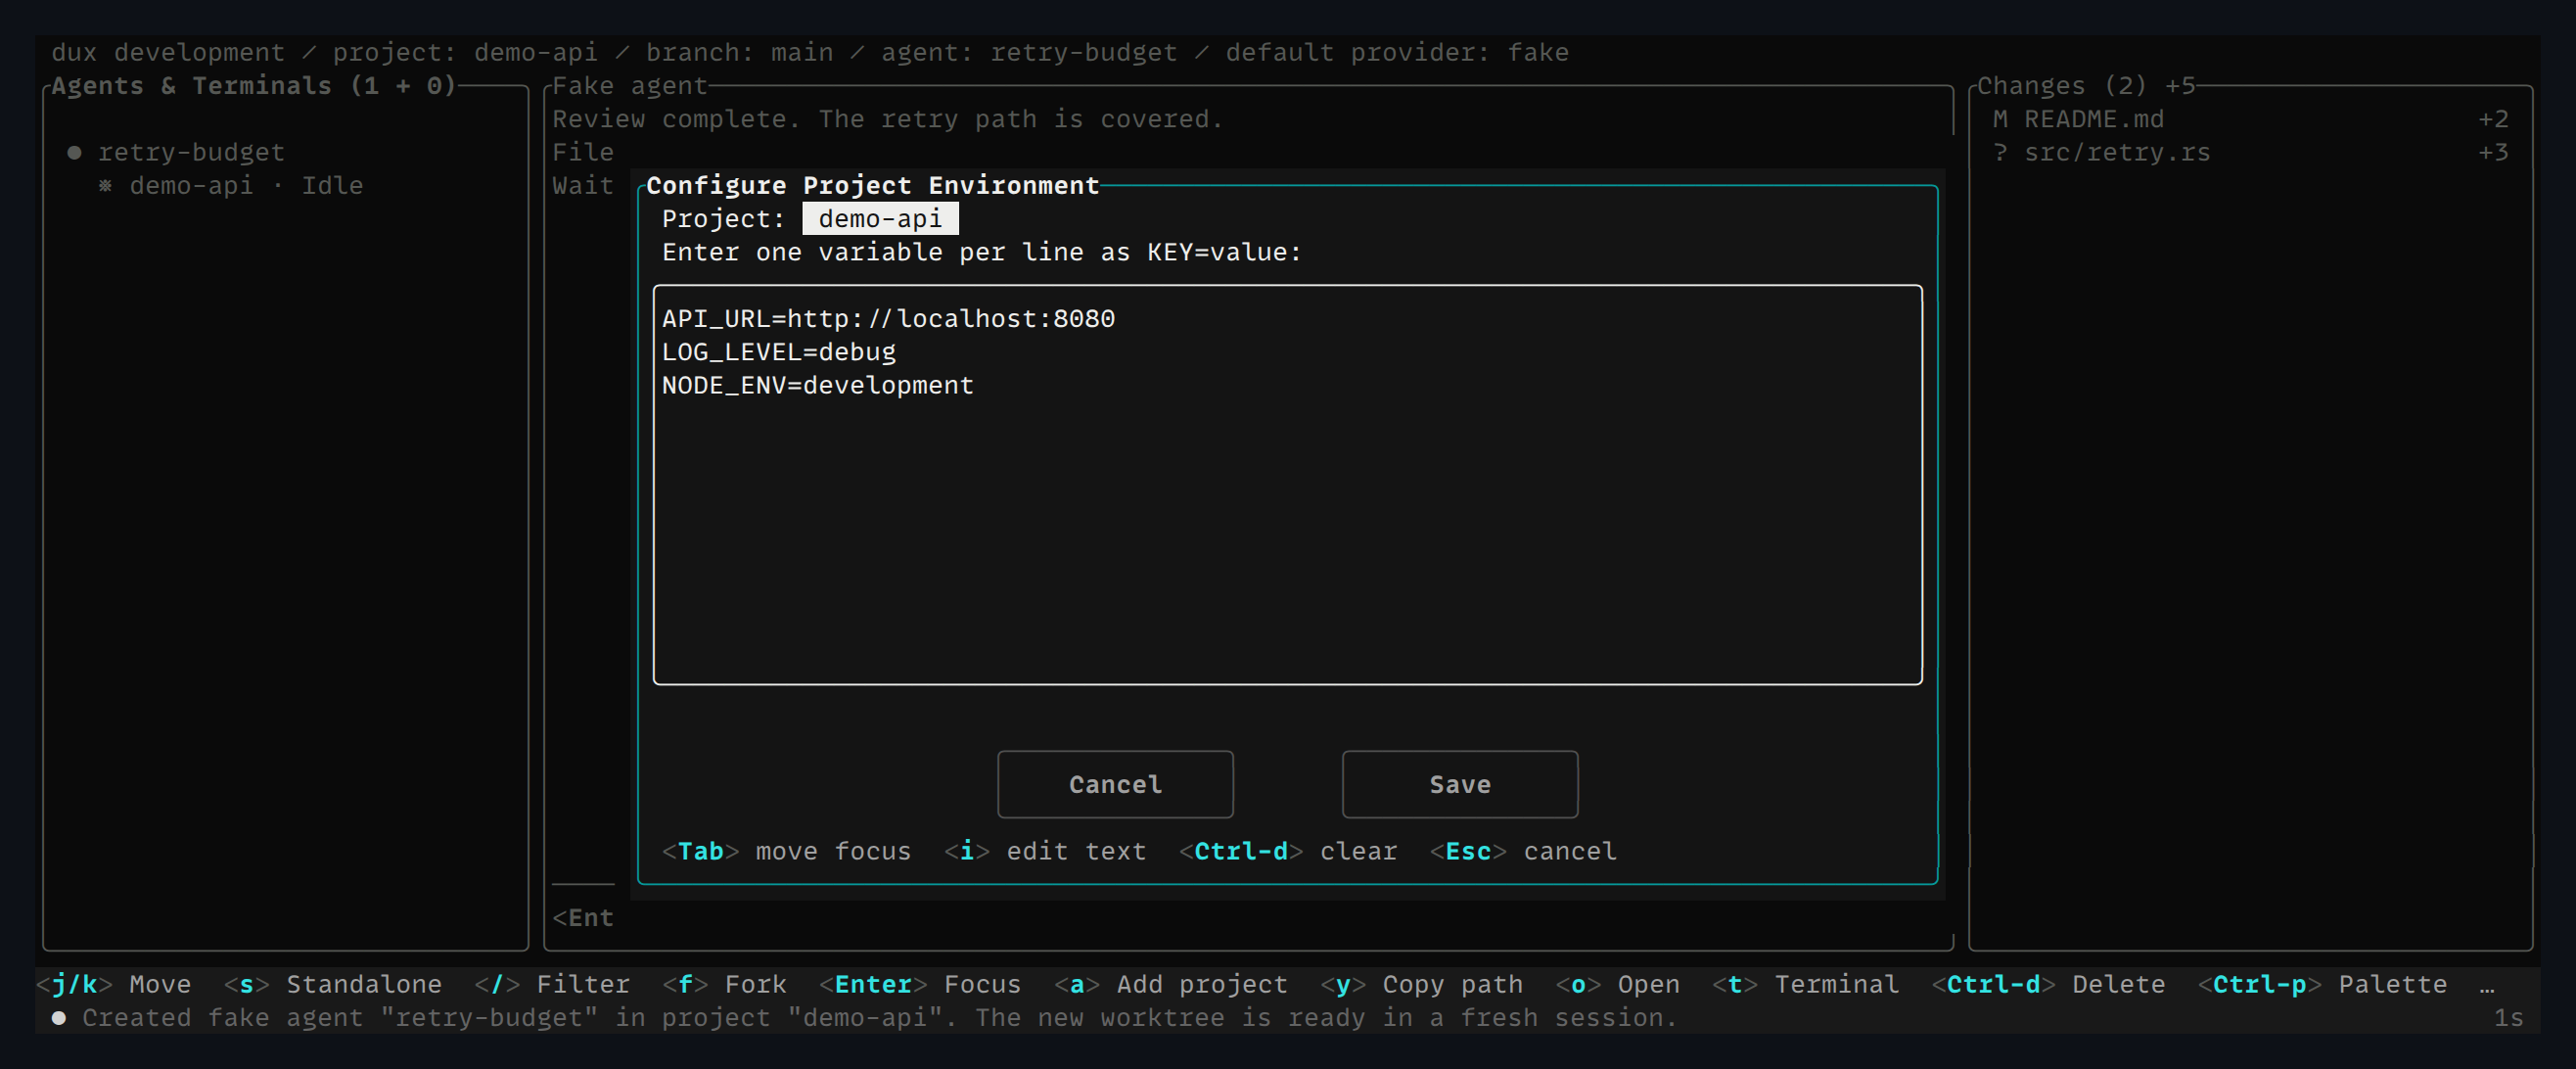 dux development / project: demo-api / branch: main / agent: retry-budget / default provider: fake
Agents & Terminals (1 + 0)
● retry-budget
⋇ demo-api · Idle
Fake agent
Review complete. The retry path is covered.
File
Wait
Configure Project Environment
Project: demo-api
Enter one variable per line as KEY=value:
API_URL=http://localhost:8080
LOG_LEVEL=debug
NODE_ENV=development
Cancel
Save
<Tab> move focus <i> edit text <Ctrl-d> clear <Esc> cancel
<Ent
Changes (2) +5
M README.md +2
? src/retry.rs +3
<j/k> Move <s> Standalone </> Filter <f> Fork <Enter> Focus <a> Add project <y> Copy path <o> Open <t> Terminal <Ctrl-d> Delete <Ctrl-p> Palette …
● Created fake agent "retry-budget" in project "demo-api". The new worktree is ready in a fresh session. 1s